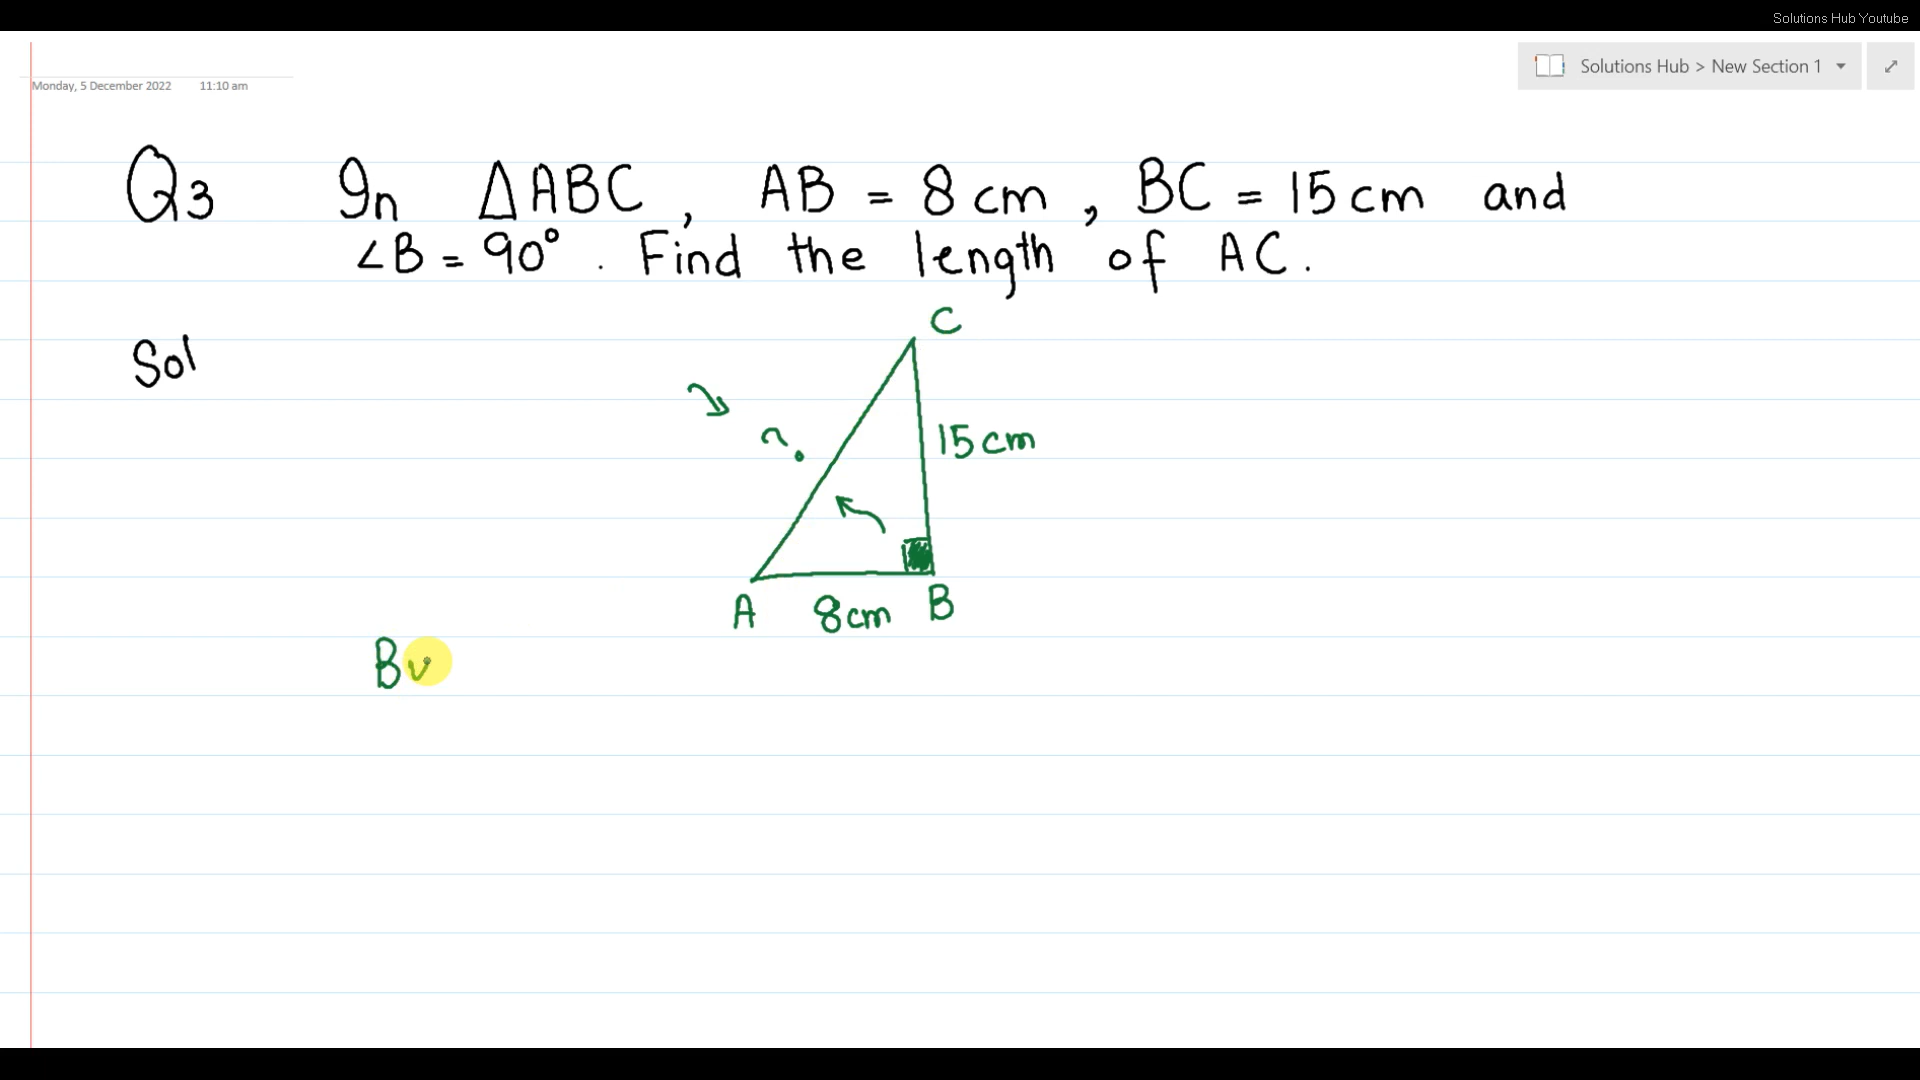 Solutions Hub Youtube
Solutions Hub > New Section 1
Monday, 5 December 2022 11:10 am
Q3 In ΔABC, AB = 8 cm, BC = 15 cm and
∠B = 90°. Find the length of AC.
Sol
C
?
15 cm
A 8 cm B
B